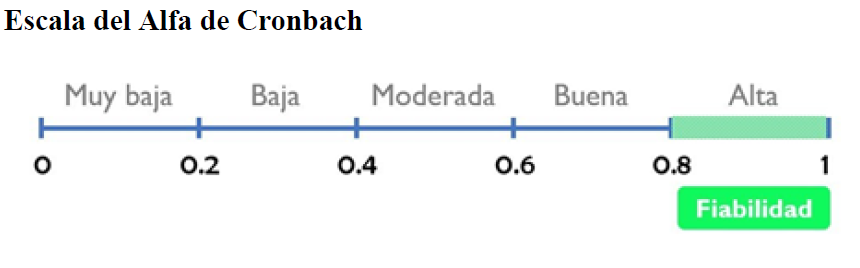 Escala del Alfa de Cronbach
Muy baja Baja Moderada Buena Alta
0 0.2 0.4 0.6 0.8 1
Fiabilidad